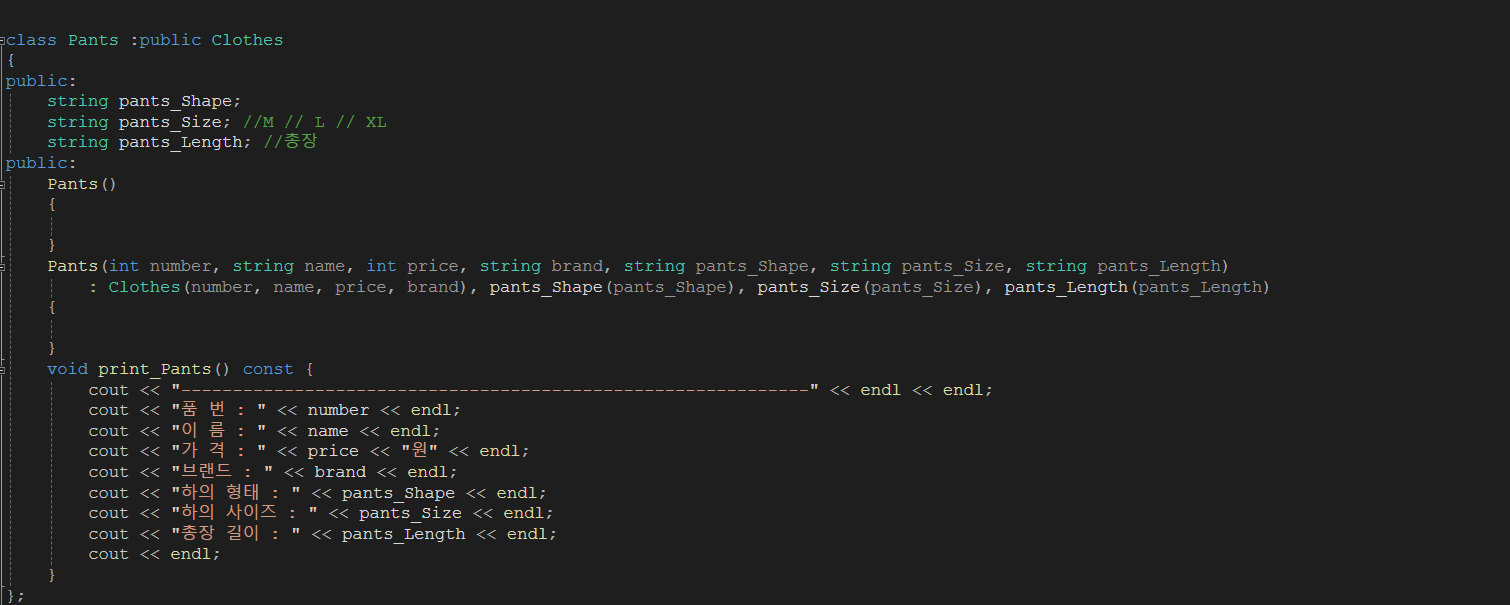 class Pants :public Clothes
{
public:
    string pants_Shape;
    string pants_Size; //M // L // XL
    string pants_Length; //총장
public:
    Pants()
    {

    }
    Pants(int number, string name, int price, string brand, string pants_Shape, string pants_Size, string pants_Length)
        : Clothes(number, name, price, brand), pants_Shape(pants_Shape), pants_Size(pants_Size), pants_Length(pants_Length)
    {

    }
    void print_Pants() const {
        cout << "-------------------------------------------------------------" << endl << endl;
        cout << "품 번 : " << number << endl;
        cout << "이 름 : " << name << endl;
        cout << "가 격 : " << price << "원" << endl;
        cout << "브랜드 : " << brand << endl;
        cout << "하의 형태 : " << pants_Shape << endl;
        cout << "하의 사이즈 : " << pants_Size << endl;
        cout << "총장 길이 : " << pants_Length << endl;
        cout << endl;
    }
};